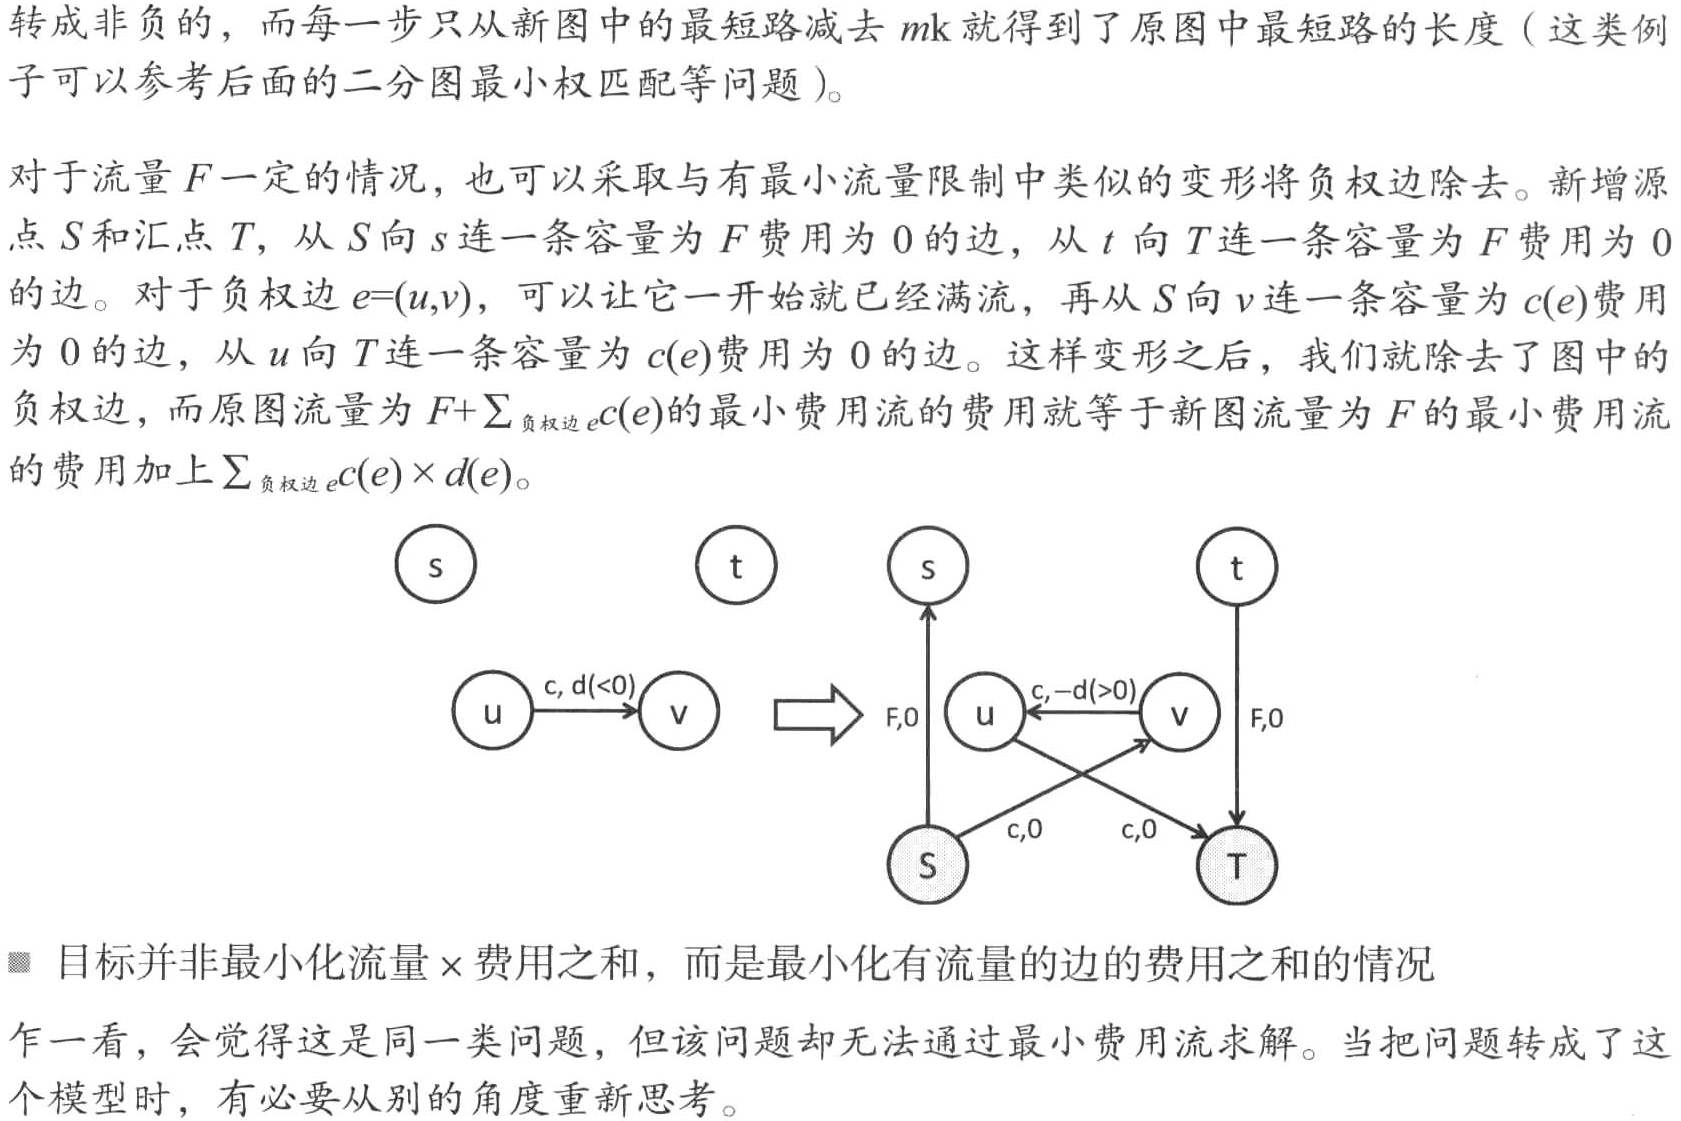 转成非负的，而每一步只从新图中的最短路减去 mk 就得到了原图中最短路的长度（这类例
子可以参考后面的二分图最小权匹配等问题）。
对于流量 F 一定的情况，也可以采取与有最小流量限制中类似的变形将负权边除去。新增源
点 S 和汇点 T，从 S 向 s 连一条容量为 F 费用为 0 的边，从 t 向 T 连一条容量为 F 费用为 0
的边。对于负权边 e=(u,v)，可以让它一开始就已经满流，再从 S 向 v 连一条容量为 c(e)费用
为 0 的边，从 u 向 T 连一条容量为 c(e)费用为 0 的边。这样变形之后，我们就除去了图中的
负权边，而原图流量为 F+∑负权边 ec(e)的最小费用流的费用就等于新图流量为 F 的最小费用流
的费用加上∑负权边 ec(e)×d(e)。
s t s t
u c, d(<0) v F,0 u c,−d(>0) v F,0
c,0 c,0
S T
■ 目标并非最小化流量×费用之和，而是最小化有流量的边的费用之和的情况
乍一看，会觉得这是同一类问题，但该问题却无法通过最小费用流求解。当把问题转成了这
个模型时，有必要从别的角度重新思考。